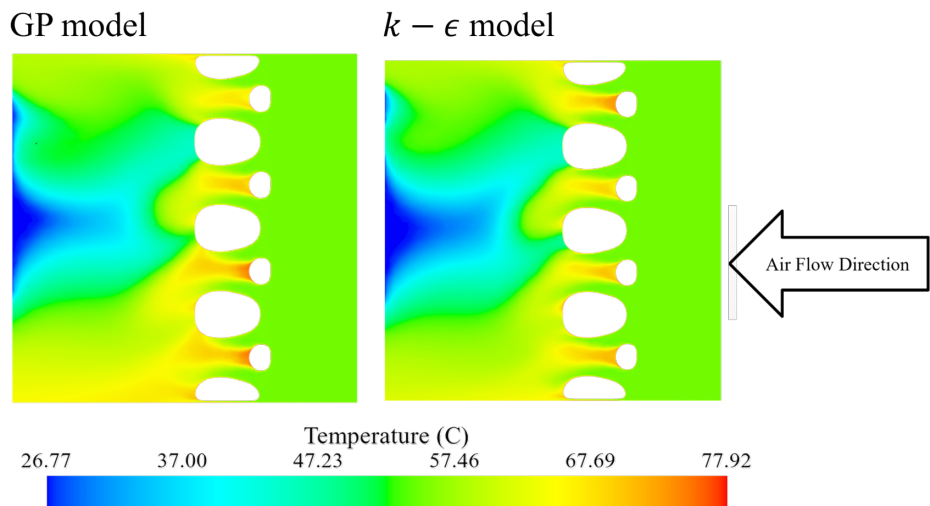 GP model
k − ϵ model
Air Flow Direction
Temperature (C)
26.77 37.00 47.23 57.46 67.69 77.92